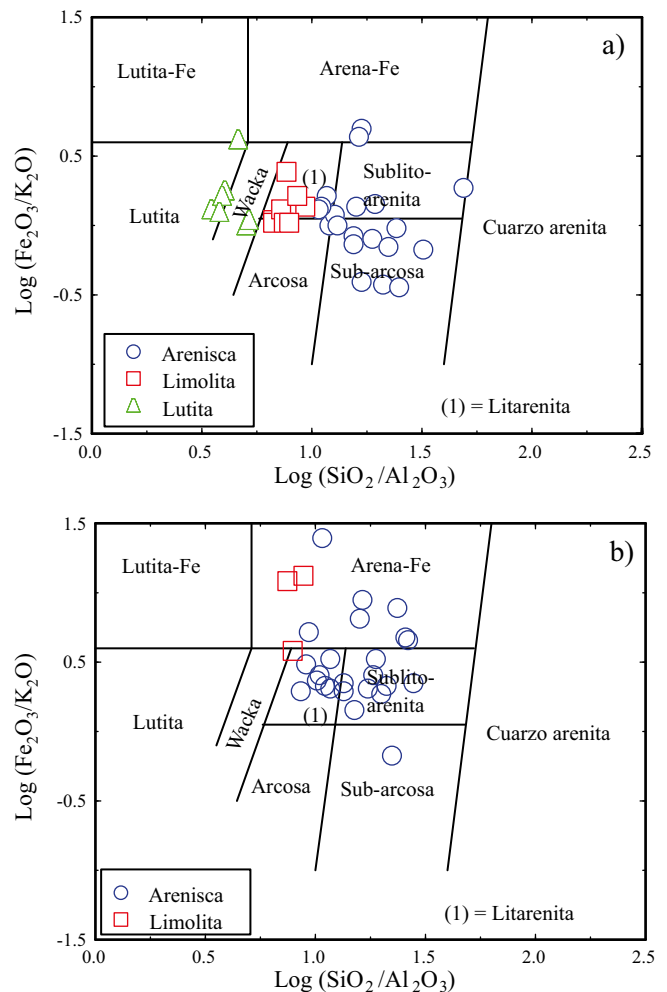 a)
1.5
Lutita-Fe
Arena-Fe
0.5
Wacka
(1)
Sublito-
arenita
Lutita
Cuarzo arenita
Arcosa
Sub-arcosa
-0.5
Arenisca
Limolita
Lutita
(1) = Litarenita
-1.5
0.0 0.5 1.0 1.5 2.0 2.5
Log (Fe2O3/K2O)
Log (SiO2/Al2O3)
b)
1.5
Lutita-Fe
Arena-Fe
0.5
Wacka
(1)
Sublito-
arenita
Lutita
Cuarzo arenita
Arcosa
Sub-arcosa
-0.5
Arenisca
Limolita
(1) = Litarenita
-1.5
0.0 0.5 1.0 1.5 2.0 2.5
Log (Fe2O3/K2O)
Log (SiO2/Al2O3)